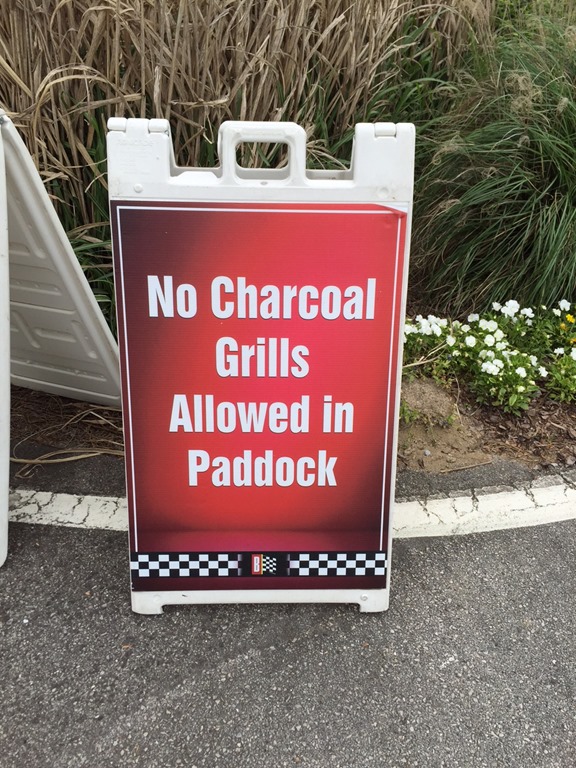 No Charcoal
Grills
Allowed in
Paddock
B